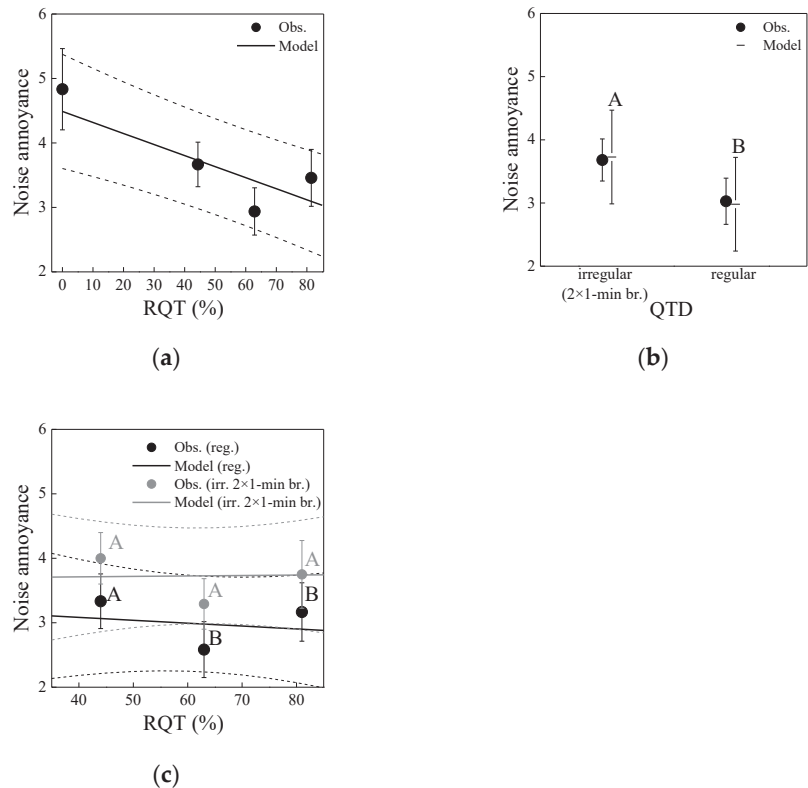 6
5
4
3
2
Noise annoyance
Obs.
Model
0 10 20 30 40 50 60 70 80
RQT (%)
(a)
6
5
4
3
2
Noise annoyance
Obs.
Model
A
B
irregular
(2×1-min br.)
regular
QTD
(b)
6
5
4
3
2
Noise annoyance
Obs. (reg.)
Model (reg.)
Obs. (irr. 2×1-min br.)
Model (irr. 2×1-min br.)
A
A
A
A
B
B
40 50 60 70 80
RQT (%)
(c)